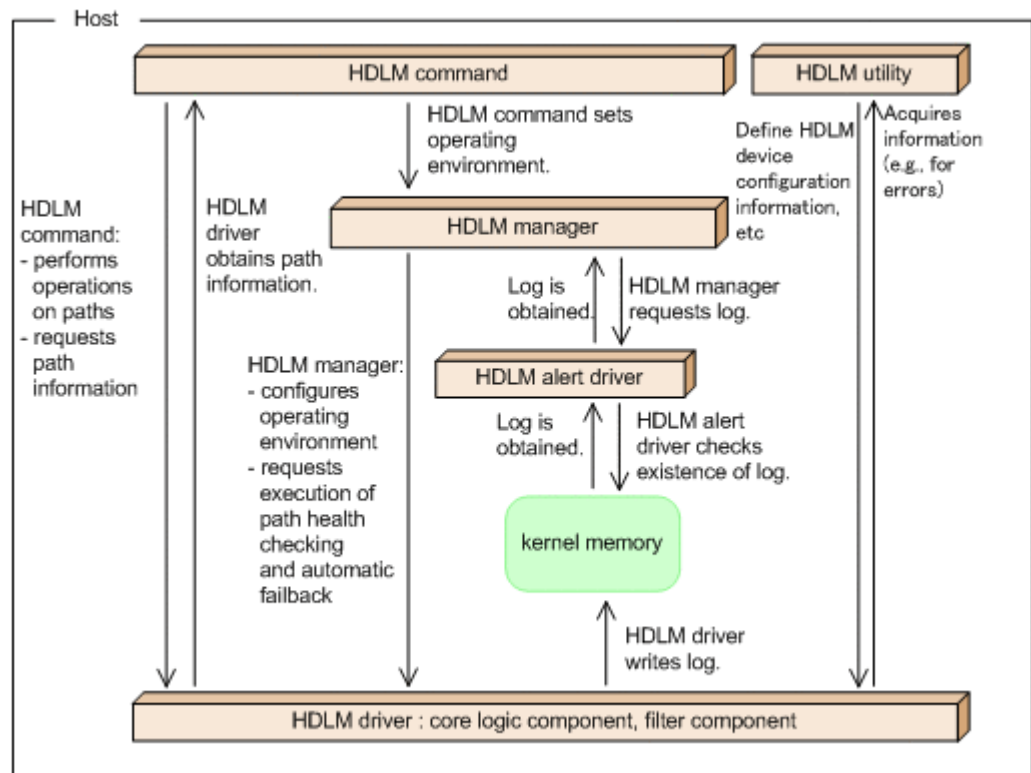 Host
HDLM command
HDLM utility
HDLM command sets
operating
environment.
Define HDLM
device
configuration
information,
etc
Acquires
information
(e.g., for
errors)
HDLM
command:
- performs
operations
on paths
- requests
path
information
HDLM
driver
obtains path
information.
HDLM manager
Log is
obtained.
HDLM manager
requests log.
HDLM manager:
- configures
operating
environment
- requests
execution of
path health
checking
and automatic
failback
HDLM alert driver
Log is
obtained.
HDLM alert
driver checks
existence of log.
kernel memory
HDLM driver
writes log.
HDLM driver : core logic component, filter component